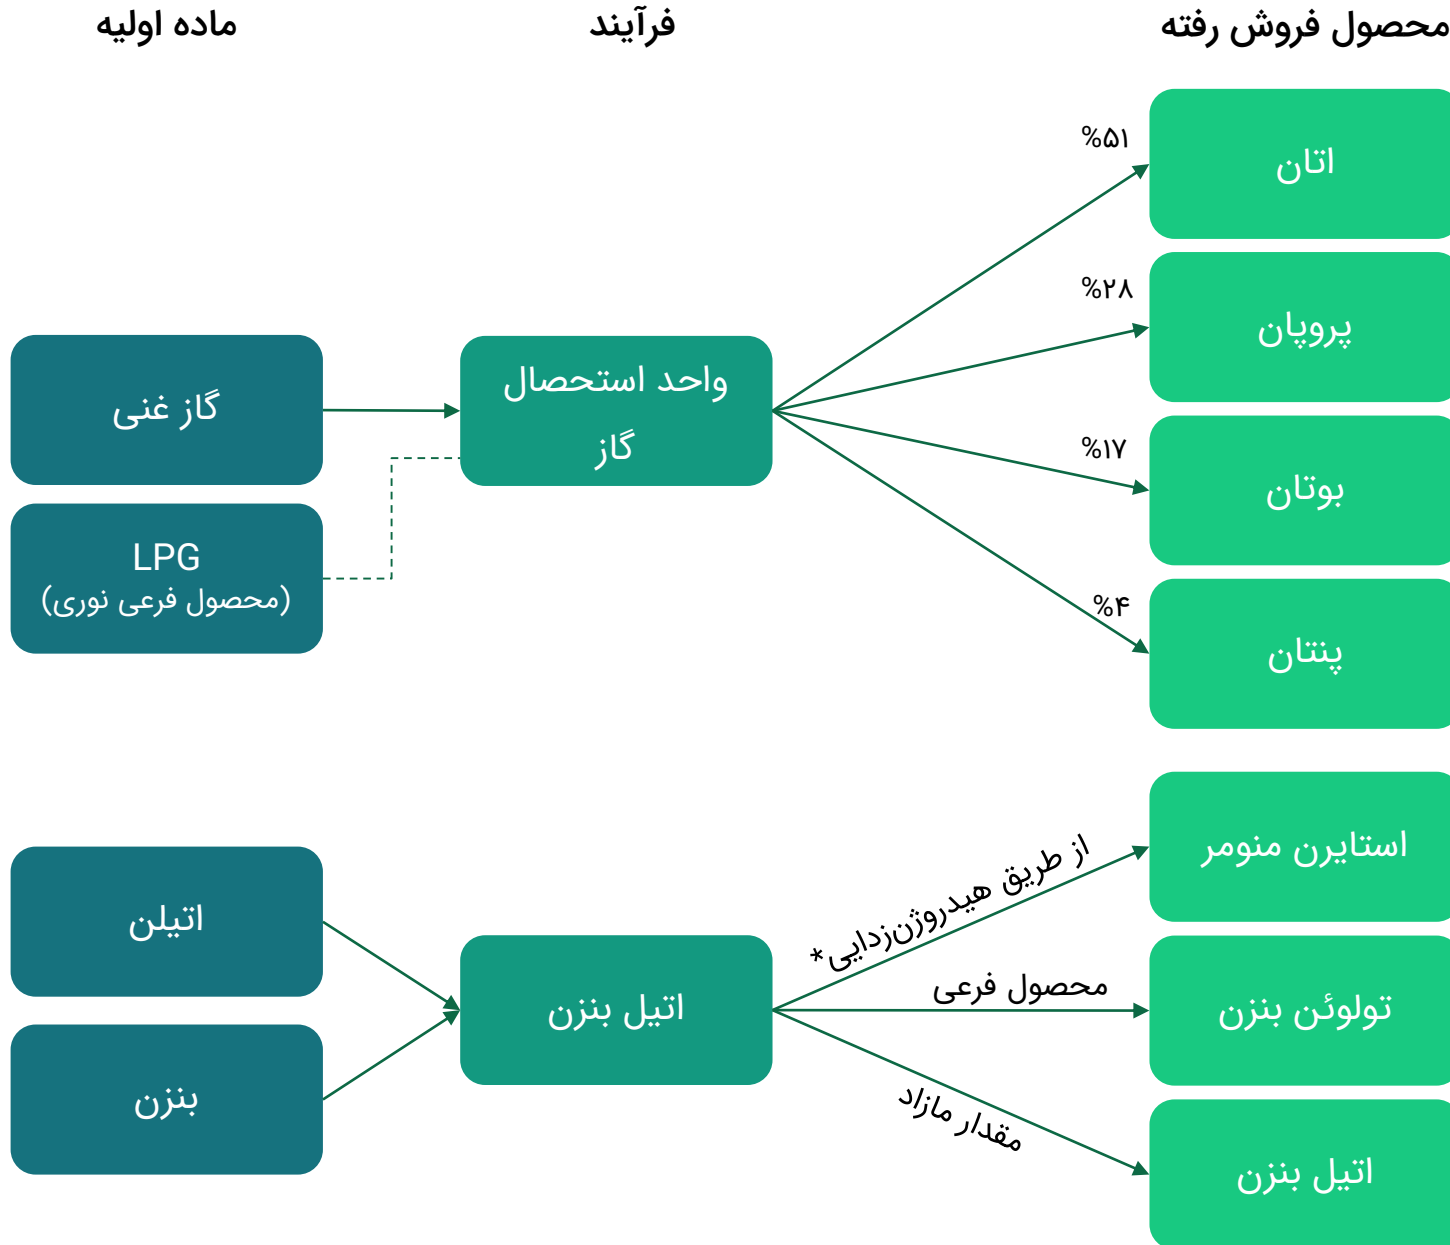 محصول فروش رفته
فرآیند
ماده اولیه
%۵۱
اتان
%۲۸
پروپان
گاز غنی
واحد استحصال
گاز
%۱۷
بوتان
LPG
(محصول فرعی نوری)
%۴
پنتان
از طریق هیدروژن‌زدایی*
استایرن منومر
اتیلن
محصول فرعی
تولوئن بنزن
اتیل بنزن
بنزن
مقدار مازاد
اتیل بنزن